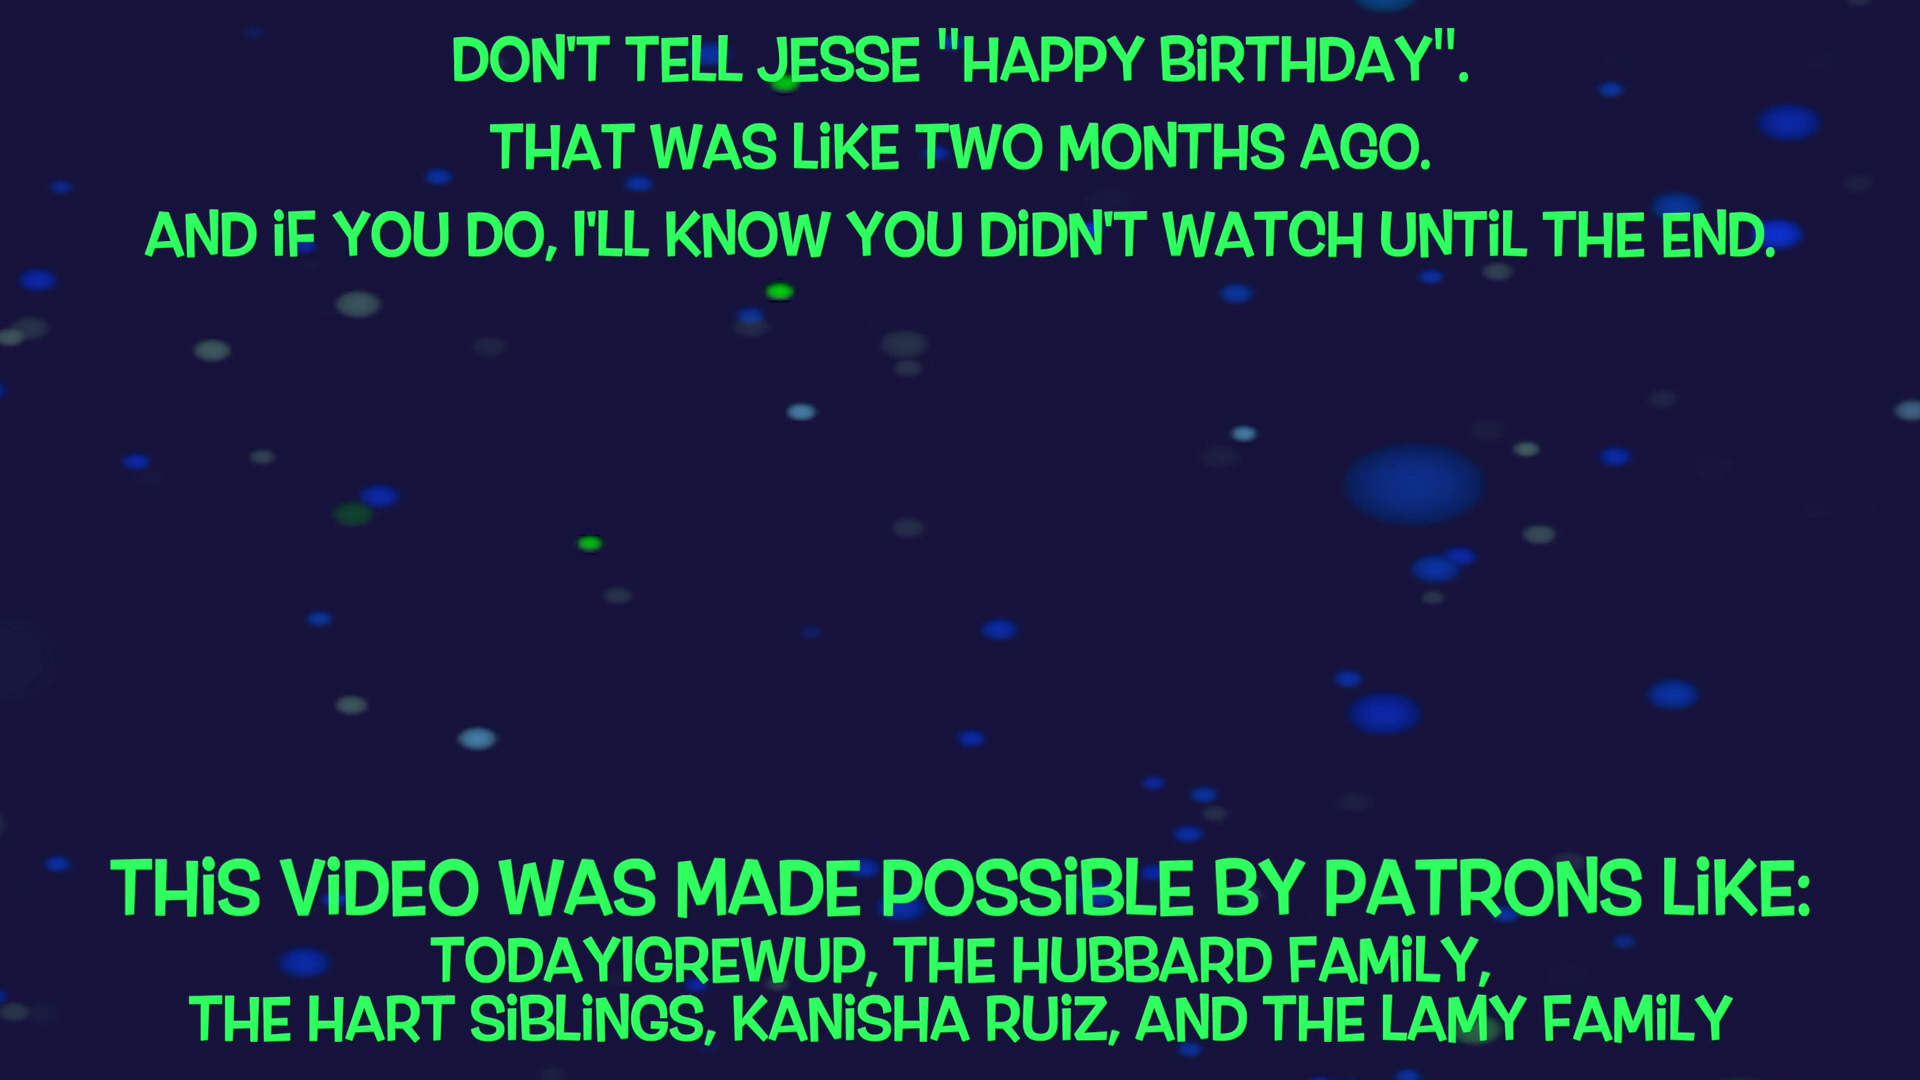 DON'T TELL JESSE "HAPPY BiRTHDAY".
THAT WAS LiKE TWO MONTHS AGO.
AND iF YOU DO, I'LL KNOW YOU DiDN'T WATCH UNTiL THE END.
THiS ViDEO WAS MADE POSSiBLE BY PATRONS LiKE:
TODAYIGREWUP, THE HUBBARD FAMiLY,
THE HART SiBLiNGS, KANiSHA RUiZ, AND THE LAMY FAMiLY